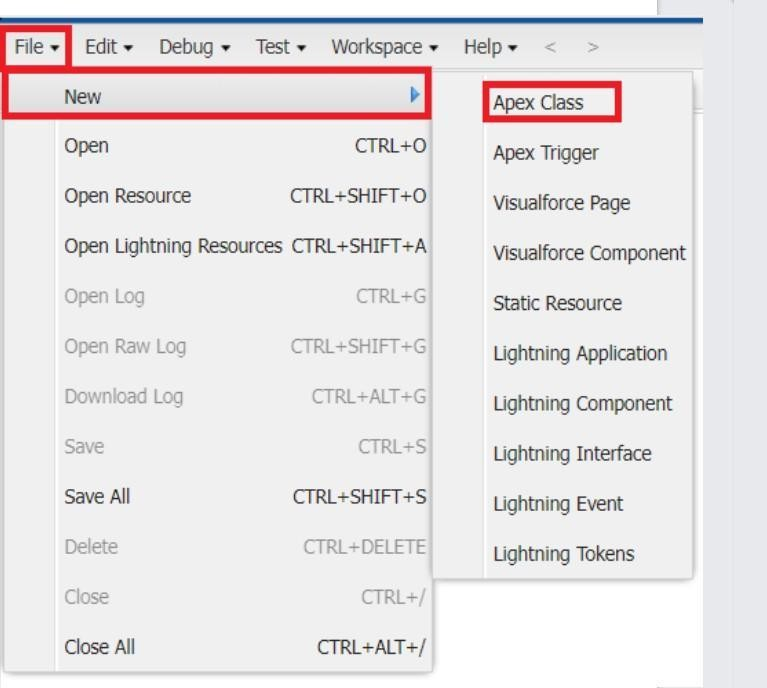 File Edit Debug Test Workspace Help < >
New
Open CTRL+O
Open Resource CTRL+SHIFT+O
Open Lightning Resources CTRL+SHIFT+A
Open Log CTRL+G
Open Raw Log CTRL+SHIFT+G
Download Log CTRL+ALT+G
Save CTRL+S
Save All CTRL+SHIFT+S
Delete CTRL+DELETE
Close CTRL+/
Close All CTRL+ALT+/
Apex Class
Apex Trigger
Visualforce Page
Visualforce Component
Static Resource
Lightning Application
Lightning Component
Lightning Interface
Lightning Event
Lightning Tokens